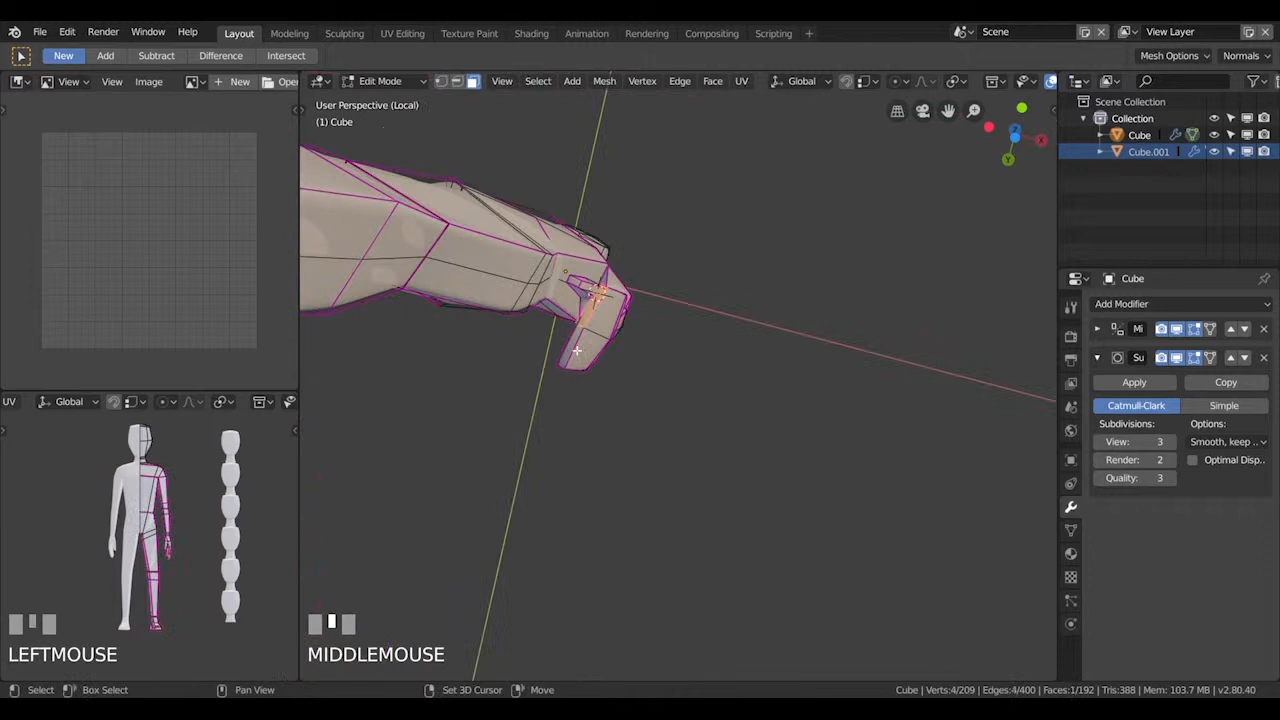 File Edit Render Window Help Layout Modeling Sculpting UV Editing Texture Paint Shading Animation Rendering Compositing Scripting + Scene View Layer
New Add Subtract Difference Intersect Mesh Options Normals
View View Image New Open Edit Mode View Select Add Mesh Vertex Edge Face UV Global
User Perspective (Local)
(1) Cube
Scene Collection
Collection
Cube
Cube.001
Cube
Add Modifier
Mi
Su
Apply Copy
Catmull-Clark Simple
Subdivisions: Options:
View: 3 Smooth, keep ..
Render: 2 Optimal Disp..
Quality: 3
UV Global
LEFTMOUSE
MIDDLEMOUSE
Select Box Select Pan View Set 3D Cursor Move Cube | Verts:4/209 | Edges:4/400 | Faces:1/192 | Tris:388 | Mem: 103.7 MB | v2.80.40